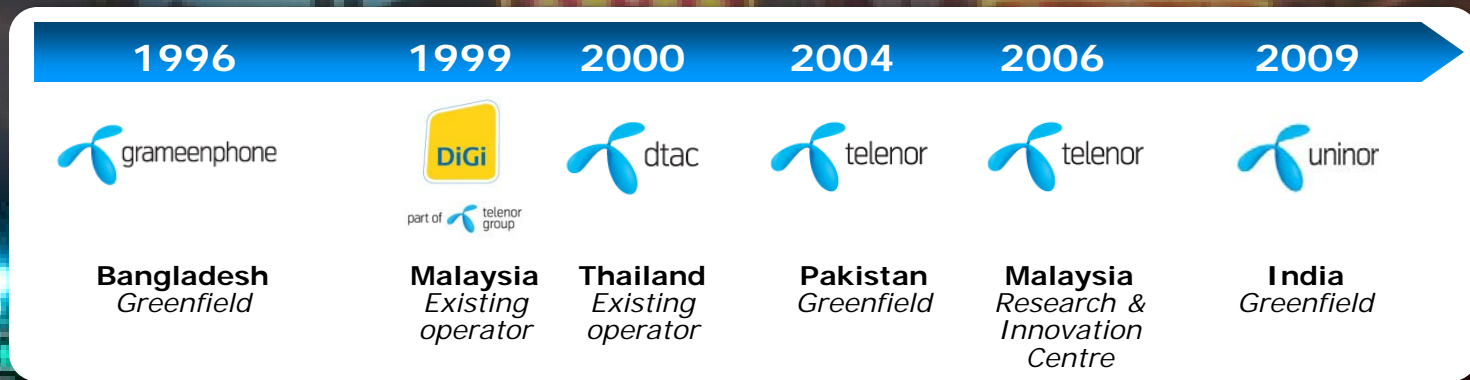 1996 1999 2000 2004 2006 2009
grameenphone DiGi dtac telenor telenor uninor
part of telenor group
Bangladesh Malaysia Thailand Pakistan Malaysia India
Greenfield Existing Existing Greenfield Research & Greenfield
operator operator Innovation
Centre